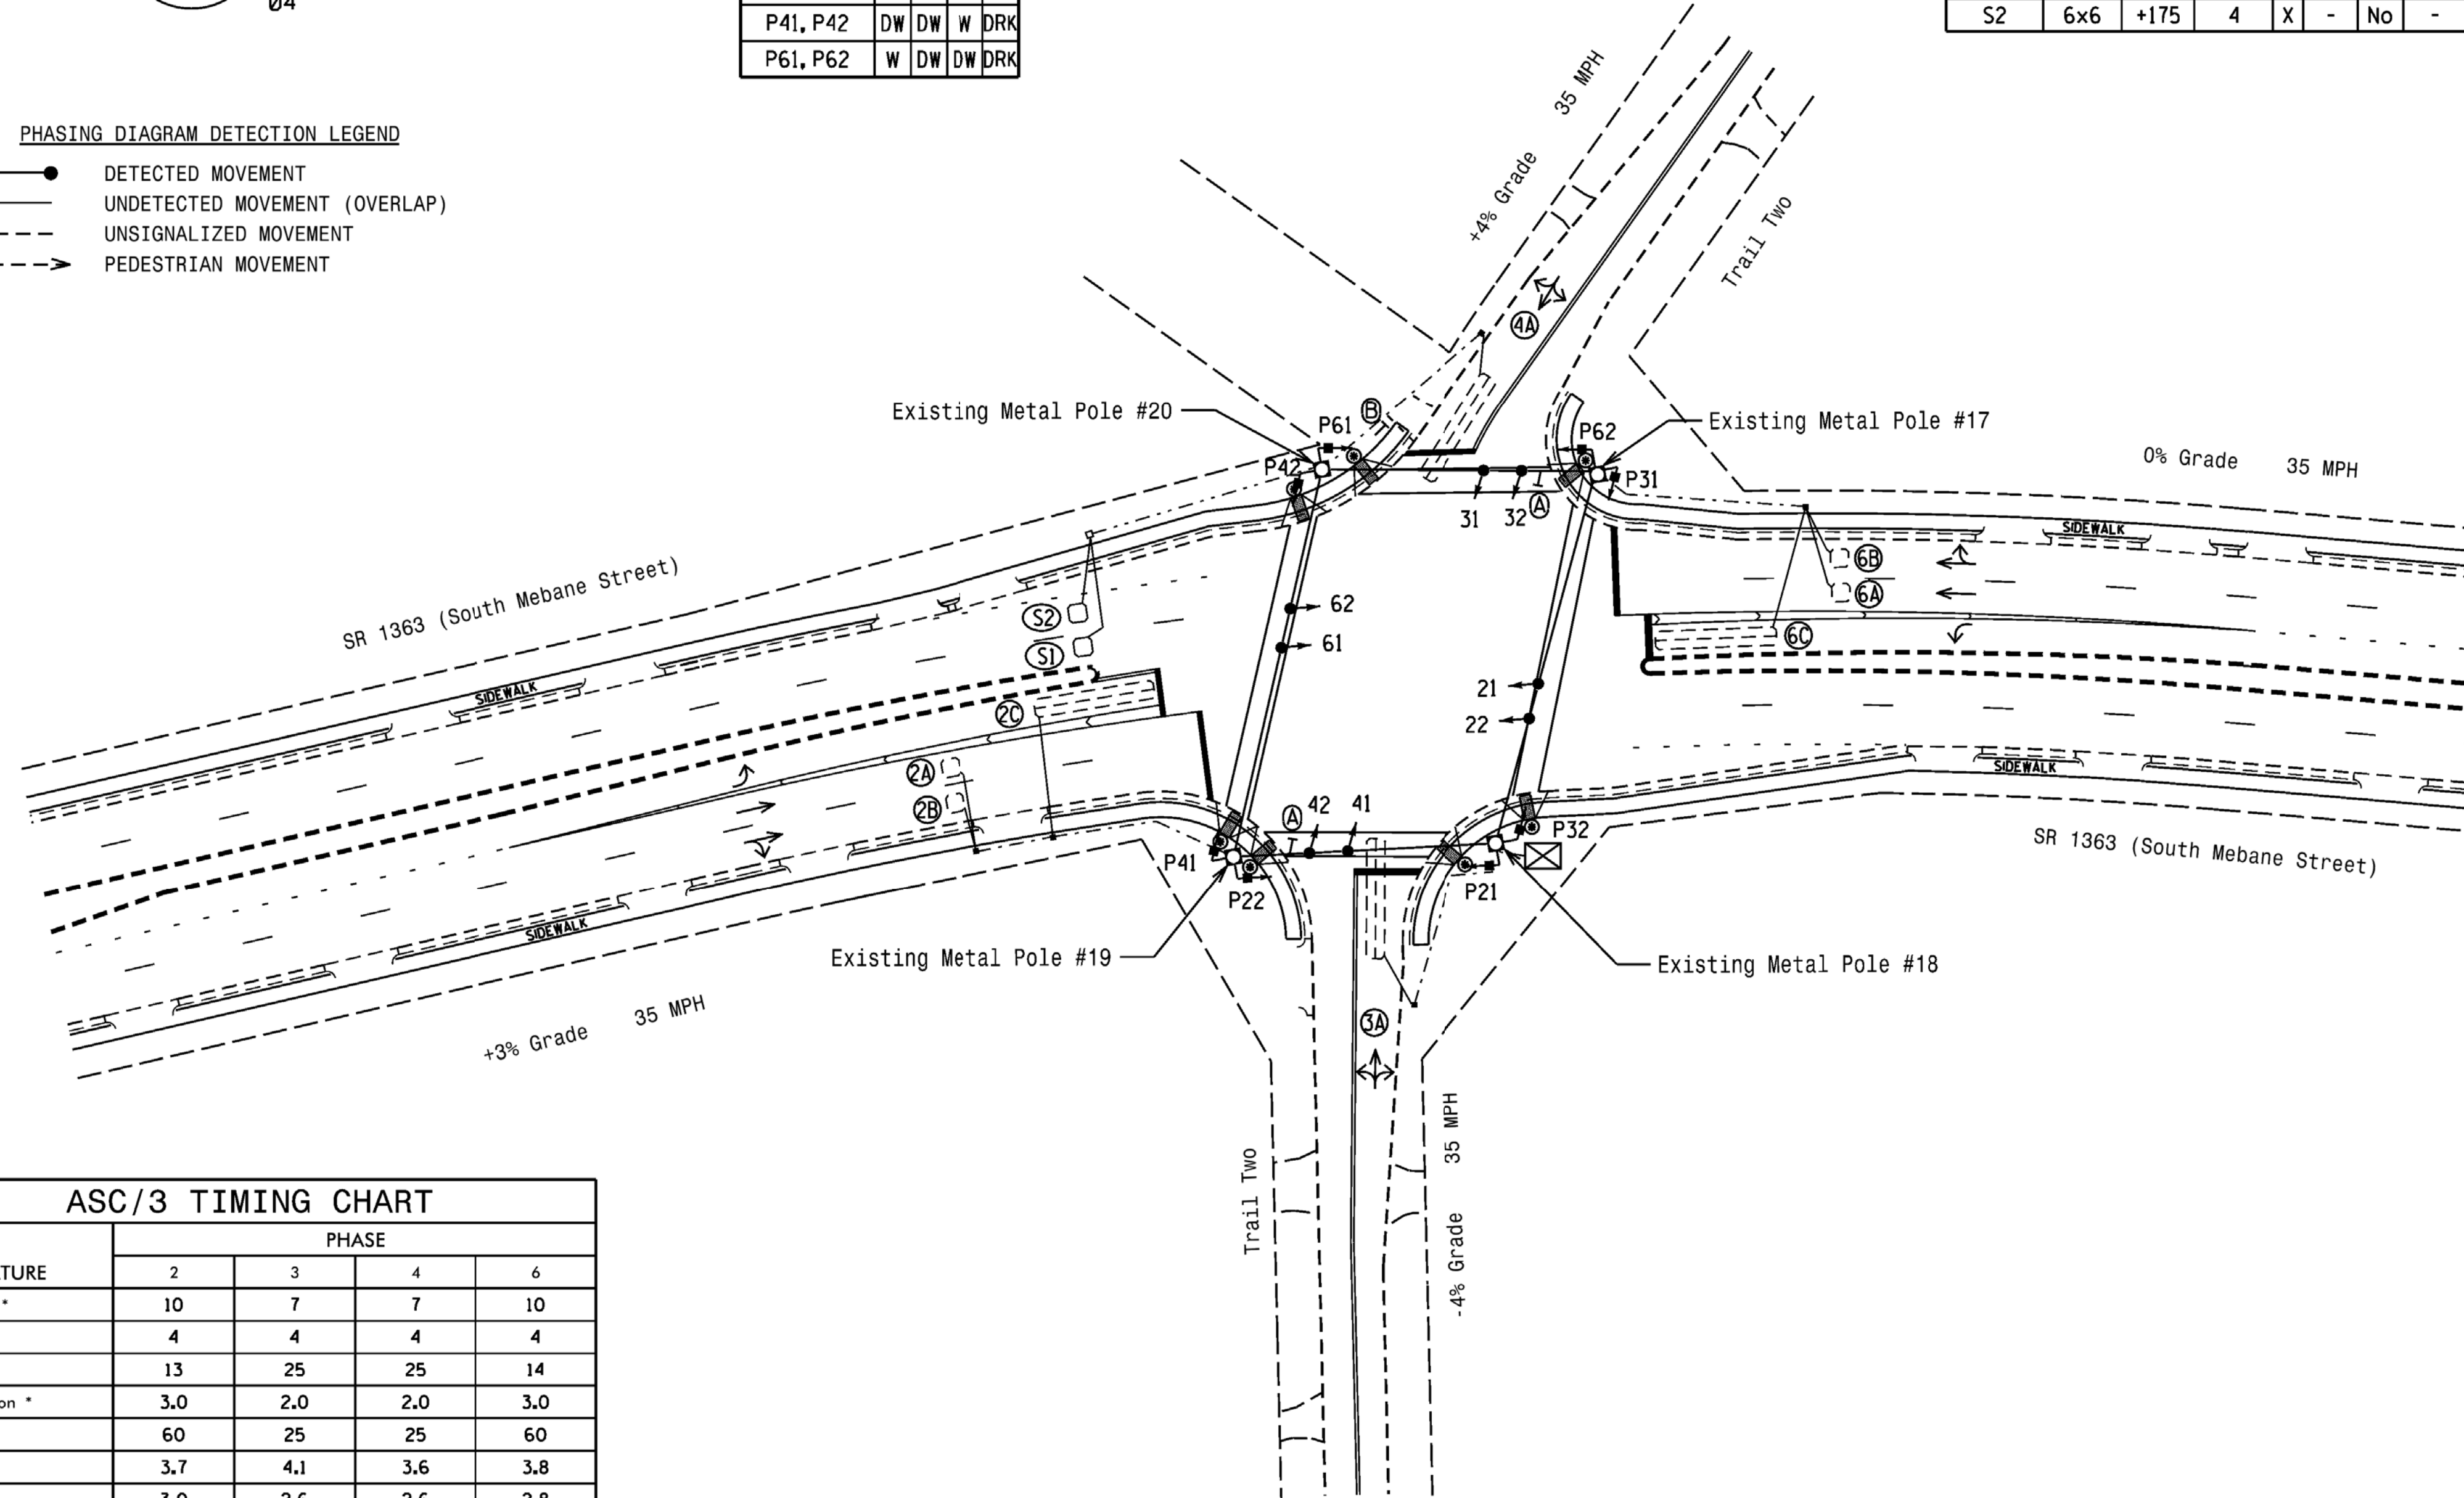 Ø4
P41, P42 DW DW W DRK
P61, P62 W DW DW DRK
S2 6x6 +175 4 X - No -
PHASING DIAGRAM DETECTION LEGEND
DETECTED MOVEMENT
UNDETECTED MOVEMENT (OVERLAP)
UNSIGNALIZED MOVEMENT
PEDESTRIAN MOVEMENT
35 MPH
+4% Grade
Trail Two
4A
Existing Metal Pole #20
B
P61
P42
P62
Existing Metal Pole #17
P31
31
32
A
0% Grade 35 MPH
SIDEWALK
6B
6A
6C
SR 1363 (South Mebane Street)
S2
S1
62
61
SIDEWALK
21
22
2C
2A
2B
A
42
41
P41
P22
P32
P21
SIDEWALK
SR 1363 (South Mebane Street)
SIDEWALK
Existing Metal Pole #19
Existing Metal Pole #18
+3% Grade 35 MPH
3A
Trail Two
35 MPH
-4% Grade
ASC/3 TIMING CHART
PHASE
TURE 2 3 4 6
* 10 7 7 10
4 4 4 4
13 25 25 14
on * 3.0 2.0 2.0 3.0
60 25 25 60
3.7 4.1 3.6 3.8